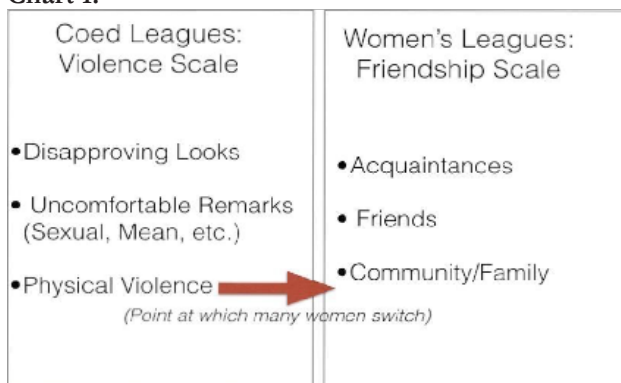 Chart 1.
Coed Leagues:
Violence Scale
•Disapproving Looks
• Uncomfortable Remarks
(Sexual, Mean, etc.)
•Physical Violence
Women's Leagues:
Friendship Scale
•Acquaintances
• Friends
•Community/Family
(Point at which many women switch)